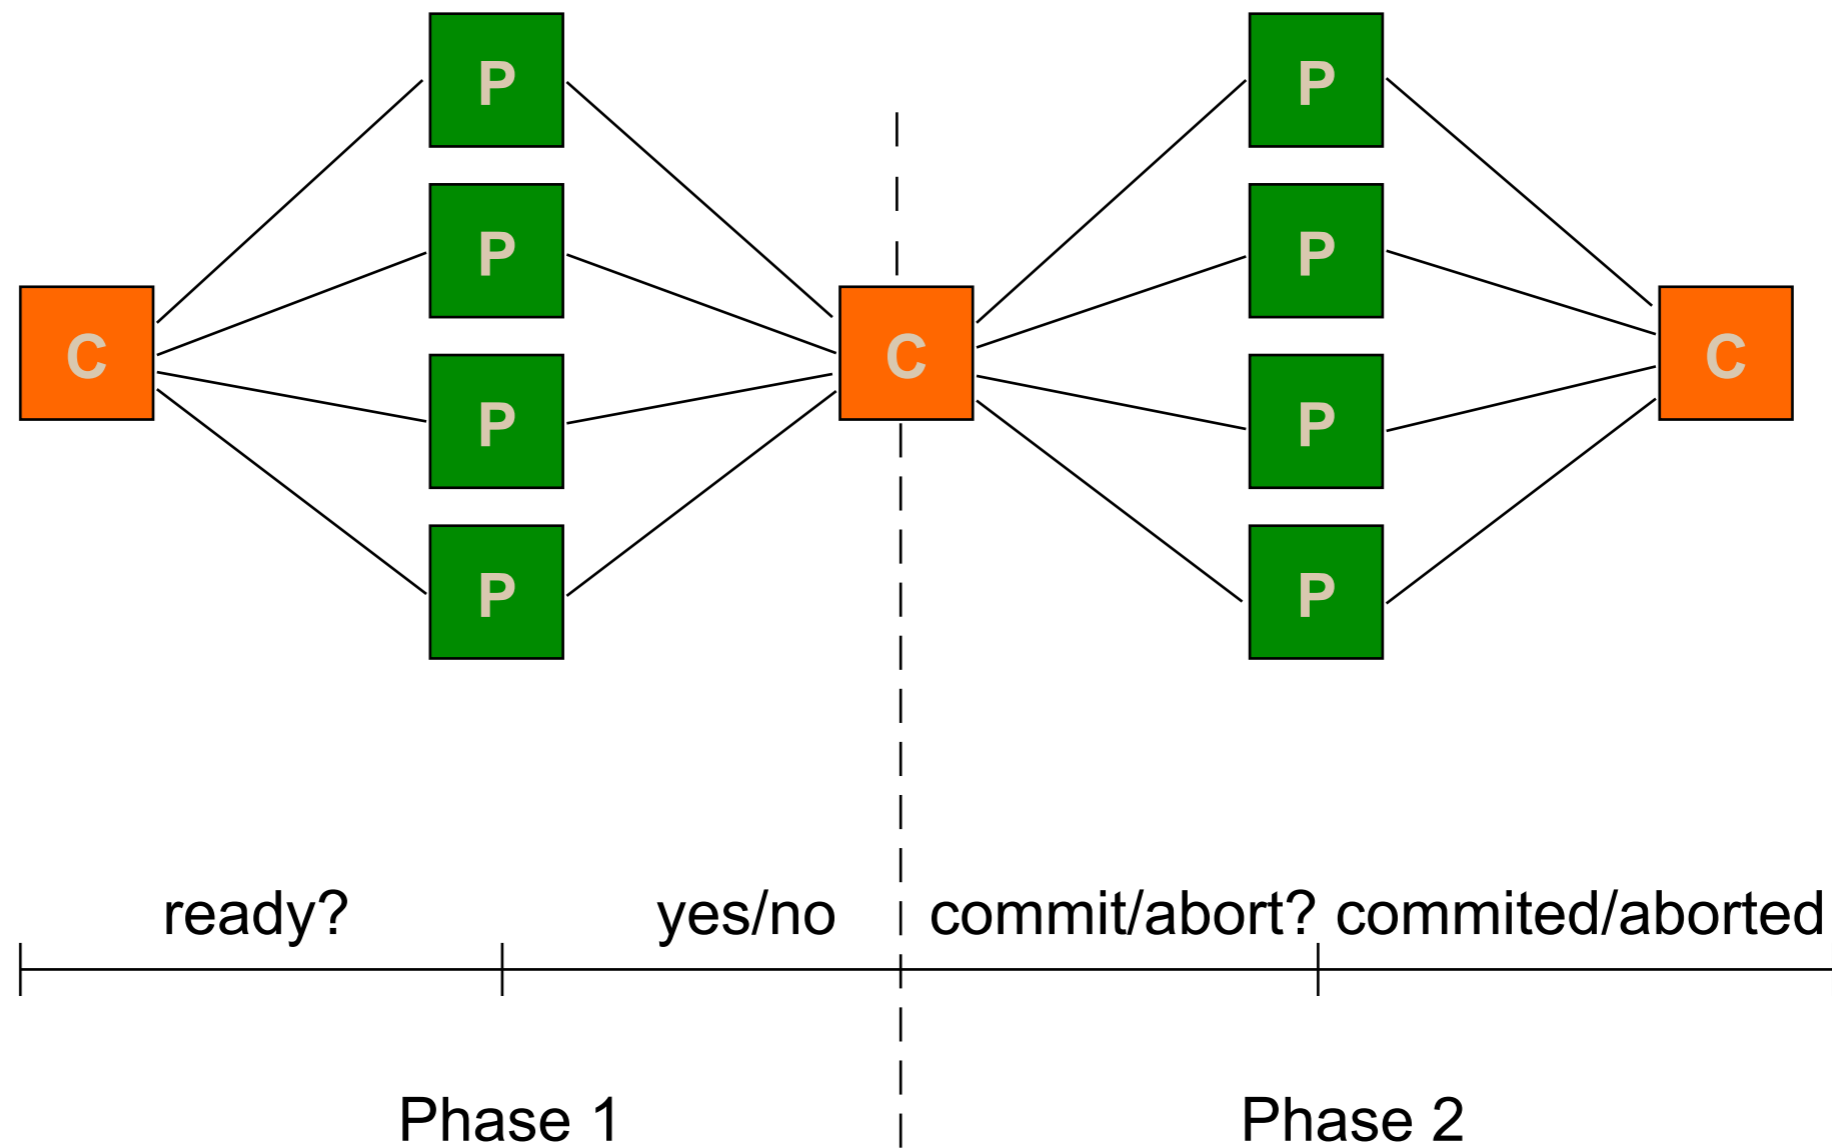 P P
P P
C C C
P P
P P
ready? yes/no commit/abort? commited/aborted
Phase 1 Phase 2